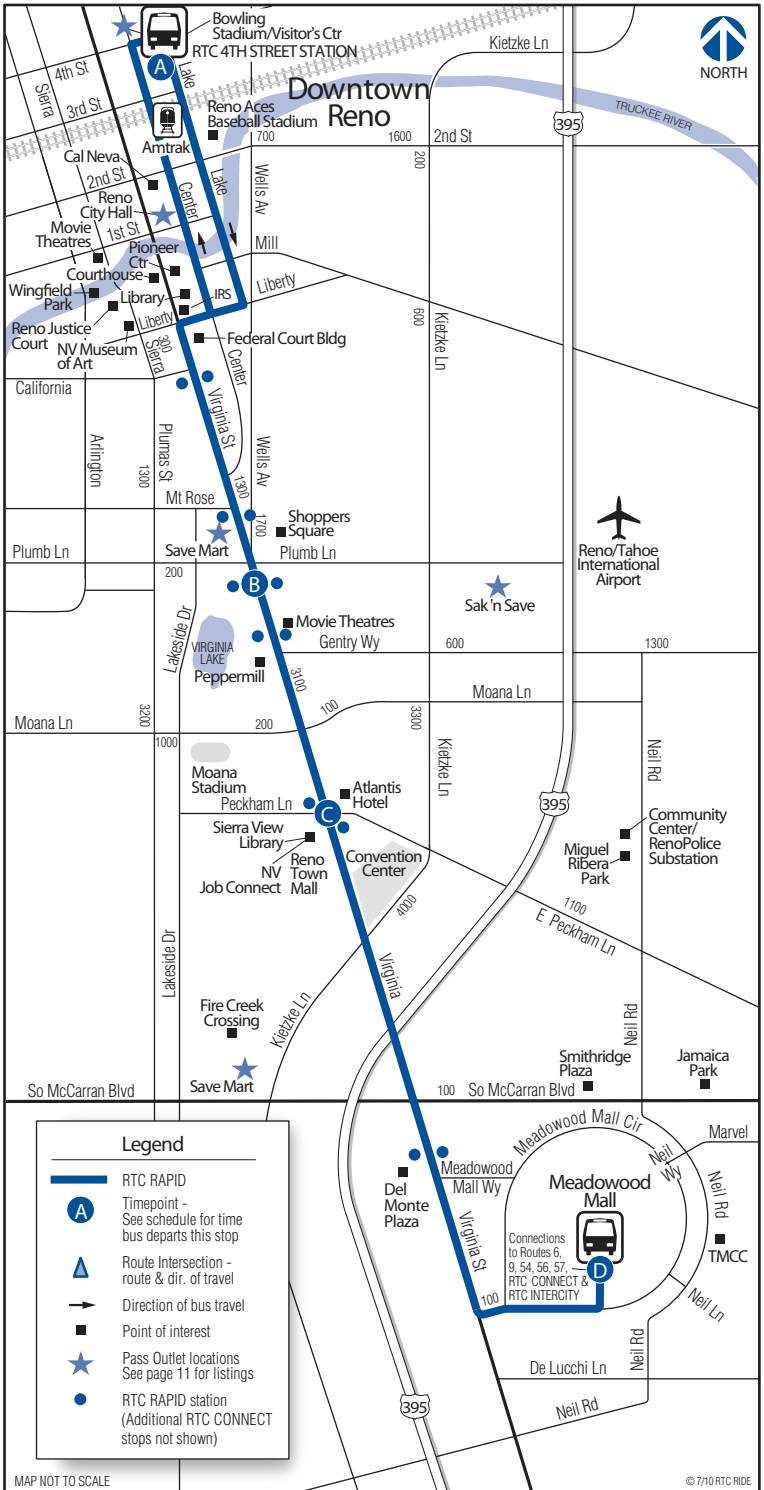 Bowling
Stadium/Visitor's Ctr
RTC 4TH STREET STATION
A
4th St
Lake
Sierra
3rd St
Downtown
Reno
Kietzke Ln
NORTH
395
TRUCKEE RIVER
Reno Aces
Baseball Stadium
Amtrak
700
1600
2nd St
200
Cal Neva
2nd St
Reno
City Hall
Center
Lake
Wells Av
1st St
Movie
Theatres
Pioneer
Ctr
Mill
Courthouse
Wingfield
Park
Library
IRS
Liberty
Reno Justice
Court
Liberty
300
Federal Court Bldg
600
Kietzke Ln
NV Museum
of Art
Sierra
Center
California
Virginia St
Arlington
Plumas St
1300
Wells Av
1300
Mt Rose
1700
Shoppers
Square
Save Mart
Plumb Ln
Plumb Ln
Reno/Tahoe
International
Airport
200
B
Sak 'n Save
Lakeside Dr
Movie Theatres
VIRGINIA
LAKE
Gentry Wy
600
1300
Peppermill
3100
Moana Ln
100
3200
3300
Moana Ln
200
1000
Kietzke Ln
Neil Rd
Moana
Stadium
Atlantis
Hotel
395
Peckham Ln
C
Community
Center/
RenoPolice
Substation
Sierra View
Library
Miguel
Ribera
Park
NV
Job Connect
Reno
Town
Mall
Convention
Center
4000
1100
E Peckham Ln
Lakeside Dr
Virginia
Kietzke Ln
Fire Creek
Crossing
Neil Rd
Save Mart
Smithridge
Plaza
Jamaica
Park
So McCarran Blvd
100
So McCarran Blvd
Meadowood Mall Cir
Marvel
Neil
Wy
Meadowood
Mall Wy
Del
Monte
Plaza
Meadowood
Mall
Neil Rd
Virginia St
Connections
to Routes 6,
9, 54, 56, 57,
RTC CONNECT &
RTC INTERCITY
D
TMCC
100
Neil Ln
Neil Rd
De Lucchi Ln
395
Neil Rd
Legend
RTC RAPID
A
Timepoint -
See schedule for time
bus departs this stop
Route Intersection -
route & dir. of travel
Direction of bus travel
Point of interest
Pass Outlet locations
See page 11 for listings
RTC RAPID station
(Additional RTC CONNECT
stops not shown)
MAP NOT TO SCALE
© 7/10 RTC RIDE